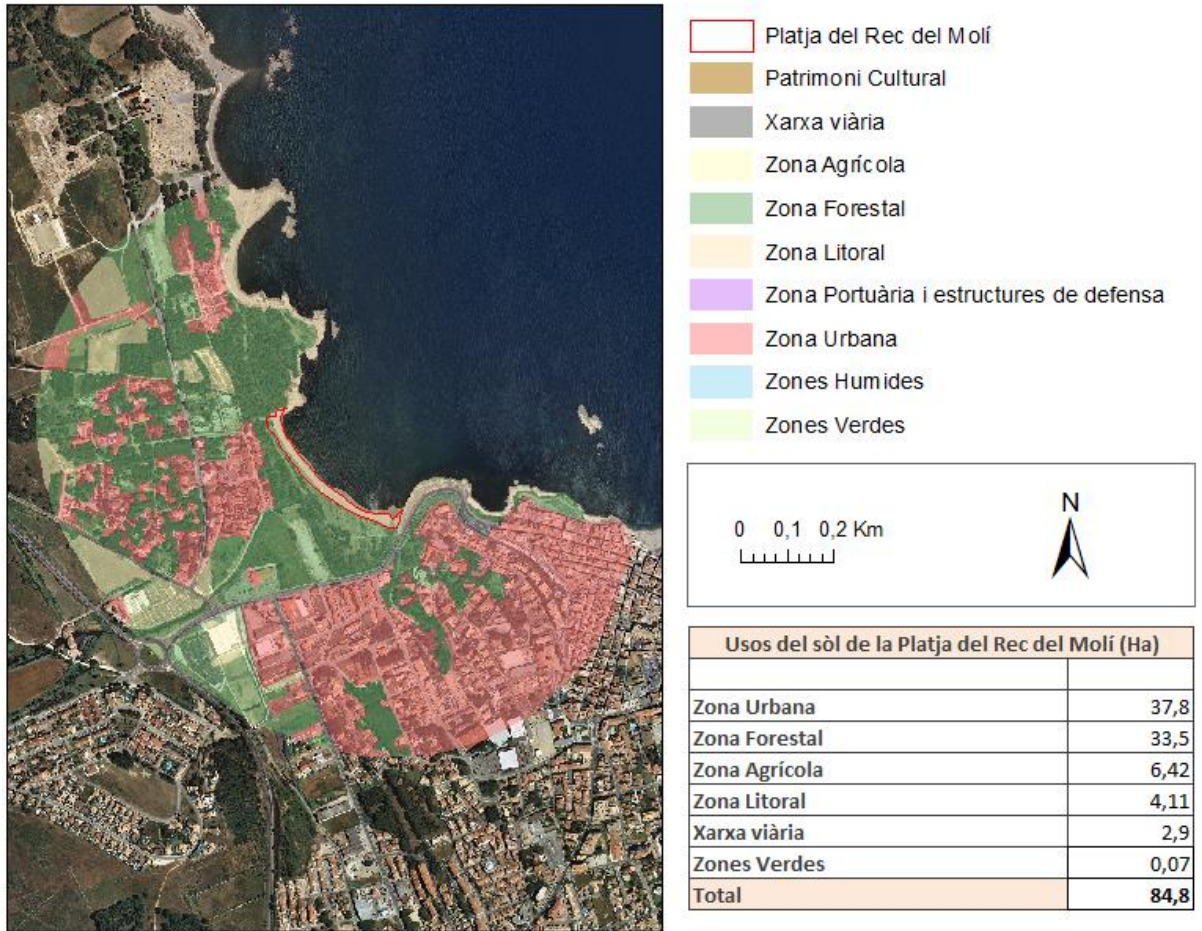 Platja del Rec del Molí
Patrimoni Cultural
Xarxa viària
Zona Agrícola
Zona Forestal
Zona Litoral
Zona Portuària i estructures de defensa
Zona Urbana
Zones Humides
Zones Verdes
N
0 0,1 0,2 Km
Usos del sòl de la Platja del Rec del Molí (Ha)
Zona Urbana 37,8
Zona Forestal 33,5
Zona Agrícola 6,42
Zona Litoral 4,11
Xarxa viària 2,9
Zones Verdes 0,07
Total 84,8